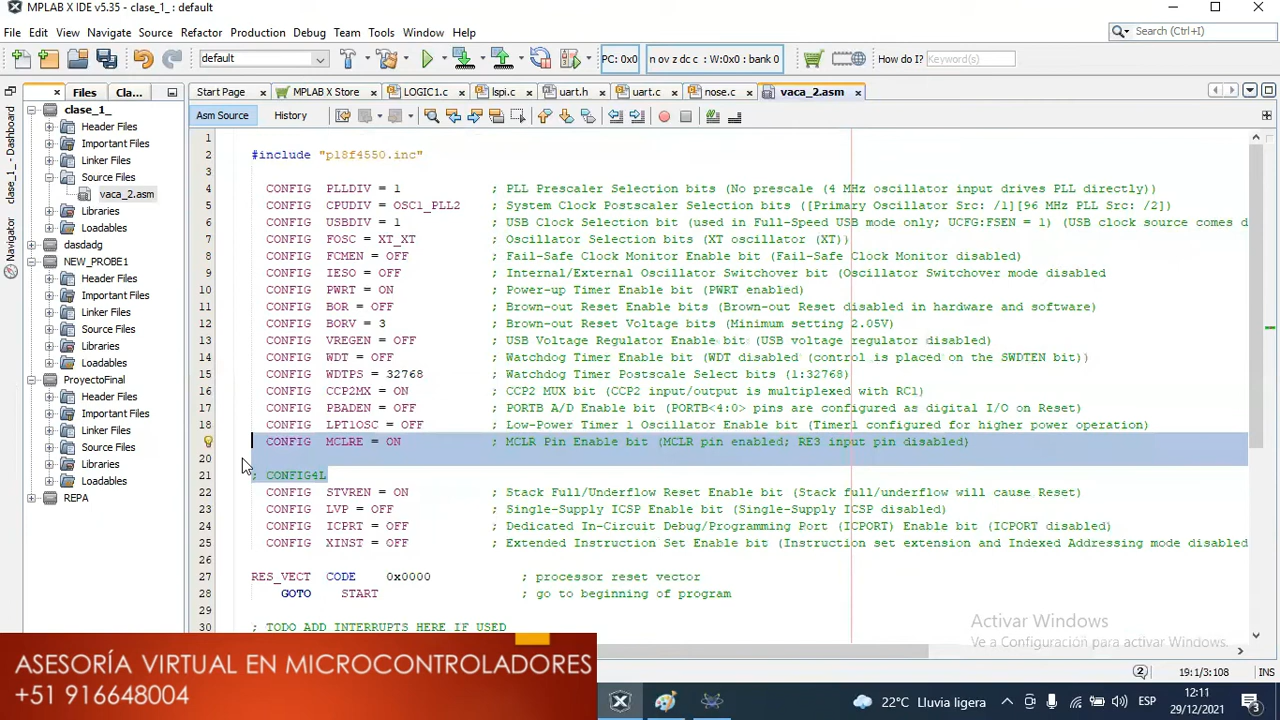 MPLAB X IDE v5.35 - clase_1_ : default
File Edit View Navigate Source Refactor Production Debug Team Tools Window Help
Search (Ctrl+I)
default
PC: 0x0
n ov z dc c : W:0x0 : bank 0
How do I?
Keyword(s)
Files
Cla...
Start Page
MPLAB X Store
LOGIC1.c
lspi.c
uart.h
uart.c
nose.c
vaca_2.asm
Asm Source
History
clase_1_ - Dashboard
Navigator
clase_1_
Header Files
Important Files
Linker Files
Source Files
vaca_2.asm
Libraries
Loadables
dasdadg
NEW_PROBE1
Header Files
Important Files
Linker Files
Source Files
Libraries
Loadables
ProyectoFinal
Header Files
Important Files
Linker Files
Source Files
Libraries
Loadables
REPA
1
2 #include "p18f4550.inc"
3
4 CONFIG PLLDIV = 1 ; PLL Prescaler Selection bits (No prescale (4 MHz oscillator input drives PLL directly))
5 CONFIG CPUDIV = OSC1_PLL2 ; System Clock Postscaler Selection bits ([Primary Oscillator Src: /1][96 MHz PLL Src: /2])
6 CONFIG USBDIV = 1 ; USB Clock Selection bit (used in Full-Speed USB mode only; UCFG:FSEN = 1) (USB clock source comes d
7 CONFIG FOSC = XT_XT ; Oscillator Selection bits (XT oscillator (XT))
8 CONFIG FCMEN = OFF ; Fail-Safe Clock Monitor Enable bit (Fail-Safe Clock Monitor disabled)
9 CONFIG IESO = OFF ; Internal/External Oscillator Switchover bit (Oscillator Switchover mode disabled
10 CONFIG PWRT = ON ; Power-up Timer Enable bit (PWRT enabled)
11 CONFIG BOR = OFF ; Brown-out Reset Enable bits (Brown-out Reset disabled in hardware and software)
12 CONFIG BORV = 3 ; Brown-out Reset Voltage bits (Minimum setting 2.05V)
13 CONFIG VREGEN = OFF ; USB Voltage Regulator Enable bit (USB voltage regulator disabled)
14 CONFIG WDT = OFF ; Watchdog Timer Enable bit (WDT disabled (control is placed on the SWDTEN bit))
15 CONFIG WDTPS = 32768 ; Watchdog Timer Postscale Select bits (1:32768)
16 CONFIG CCP2MX = ON ; CCP2 MUX bit (CCP2 input/output is multiplexed with RC1)
17 CONFIG PBADEN = OFF ; PORTB A/D Enable bit (PORTB<4:0> pins are configured as digital I/O on Reset)
18 CONFIG LPT1OSC = OFF ; Low-Power Timer 1 Oscillator Enable bit (Timer1 configured for higher power operation)
CONFIG MCLRE = ON ; MCLR Pin Enable bit (MCLR pin enabled; RE3 input pin disabled)
20
21 ; CONFIG4L
22 CONFIG STVREN = ON ; Stack Full/Underflow Reset Enable bit (Stack full/underflow will cause Reset)
23 CONFIG LVP = OFF ; Single-Supply ICSP Enable bit (Single-Supply ICSP disabled)
24 CONFIG ICPRT = OFF ; Dedicated In-Circuit Debug/Programming Port (ICPORT) Enable bit (ICPORT disabled)
25 CONFIG XINST = OFF ; Extended Instruction Set Enable bit (Instruction set extension and Indexed Addressing mode disabled
26
27 RES_VECT CODE 0x0000 ; processor reset vector
28 GOTO START ; go to beginning of program
29
30 ; TODO ADD INTERRUPTS HERE IF USED
Activar Windows
Ve a Configuración para activar Windows.
ASESORÍA VIRTUAL EN MICROCONTROLADORES
+51 916648004
19:1/3:108
INS
22°C Lluvia ligera
ESP
12:11
29/12/2021